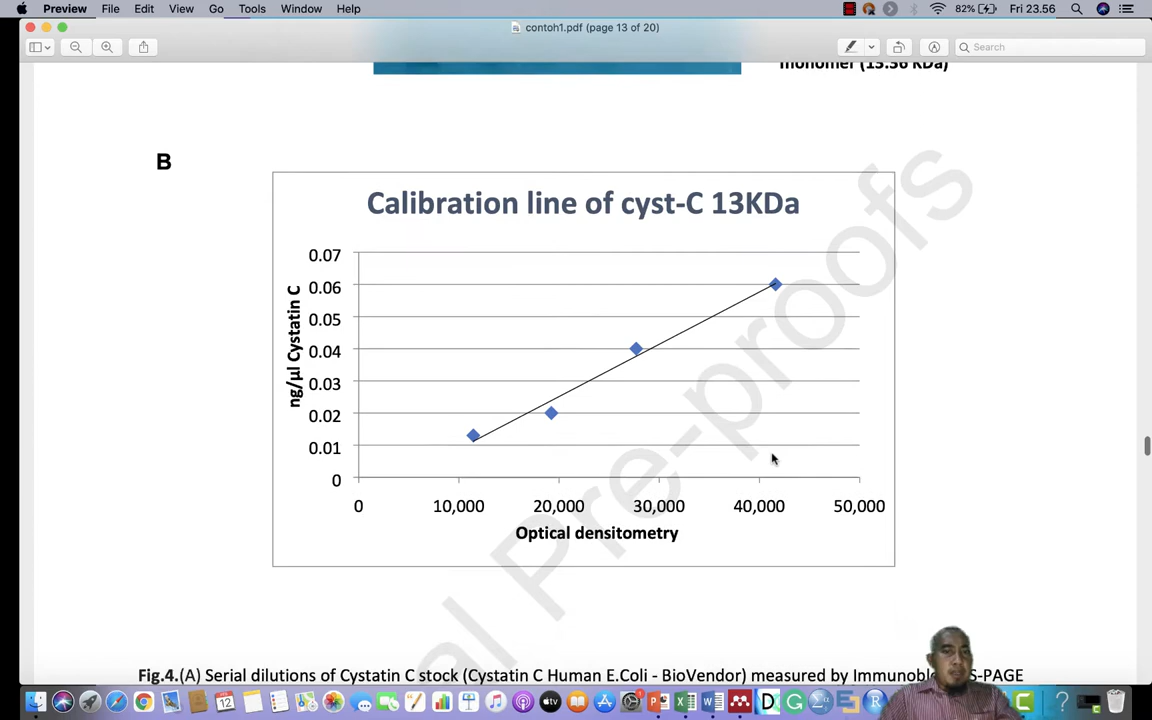 Preview File Edit View Go Tools Window Help 82% Fri 23.56
contoh1.pdf (page 13 of 20)
Search
monomer (13.36 KDa)
B
Calibration line of cyst-C 13KDa
0.07
0.06
0.05
0.04
0.03
0.02
0.01
0
ng/µl Cystatin C
0 10,000 20,000 30,000 40,000 50,000
Optical densitometry
al Pre-proofs
Fig.4.(A) Serial dilutions of Cystatin C stock (Cystatin C Human E.Coli - BioVendor) measured by S-PAGE
12